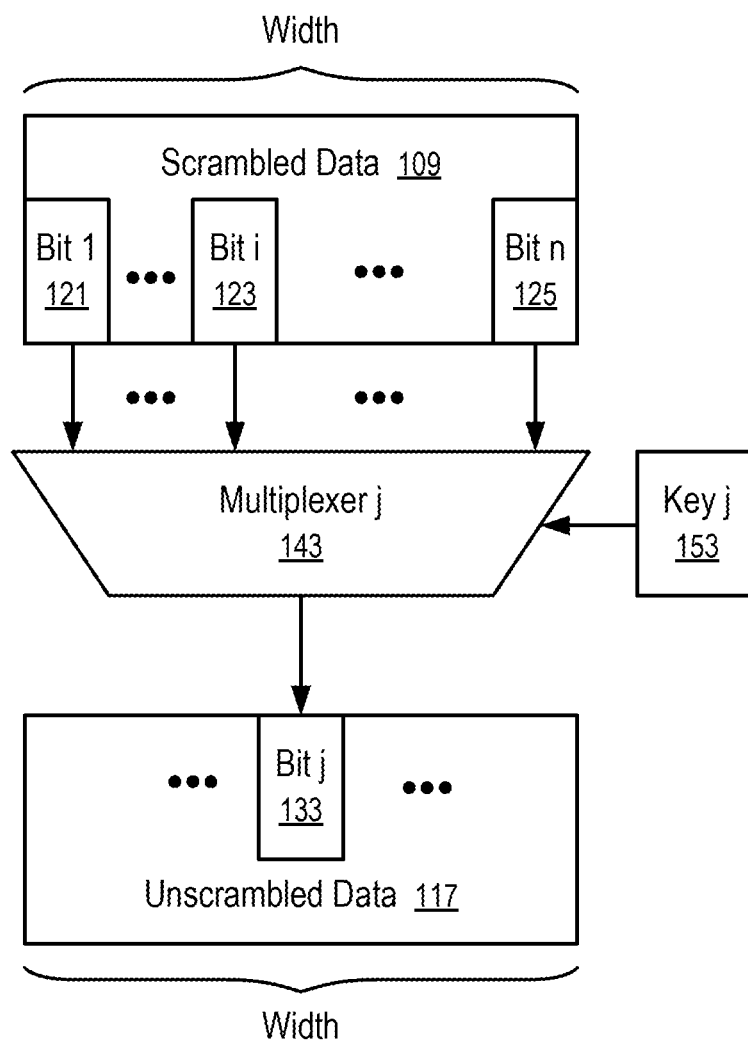 Width
Scrambled Data 109
Bit 1
121
Bit i
123
Bit n
125
Multiplexer j
143
Key j
153
Bit j
133
Unscrambled Data 117
Width